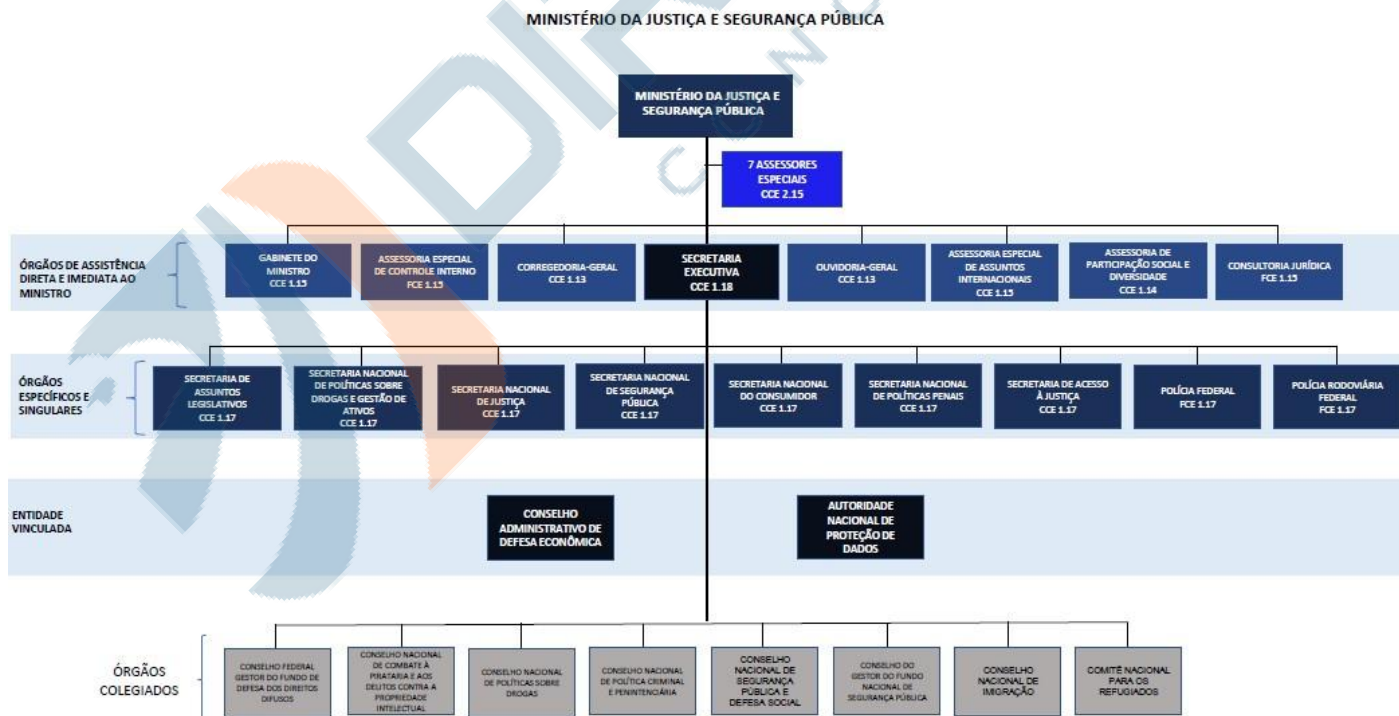 MINISTÉRIO DA JUSTIÇA E SEGURANÇA PÚBLICA
MINISTÉRIO DA JUSTIÇA E
SEGURANÇA PÚBLICA
7 ASSESSORES
ESPECIAIS
CCE 2.15
ÓRGÃOS DE ASSISTÊNCIA
DIRETA E IMEDIATA AO
MINISTRO
GABINETE DO
MINISTRO
CCE 1.15
ASSESSORIA ESPECIAL
DE CONTROLE INTERNO
FCE 1.15
CORREGEDORIA-GERAL
CCE 1.13
SECRETARIA
EXECUTIVA
CCE 1.18
OUVIDORIA-GERAL
CCE 1.13
ASSESSORIA ESPECIAL
DE ASSUNTOS
INTERNACIONAIS
CCE 1.15
ASSESSORIA DE
PARTICIPAÇÃO SOCIAL E
DIVERSIDADE
CCE 1.14
CONSULTORIA JURÍDICA
FCE 1.15
ÓRGÃOS
ESPECÍFICOS E
SINGULARES
SECRETARIA DE
ASSUNTOS
LEGISLATIVOS
CCE 1.17
SECRETARIA NACIONAL
DE POLÍTICAS SOBRE
DROGAS E GESTÃO DE
ATIVOS
CCE 1.17
SECRETARIA NACIONAL
DE JUSTIÇA
CCE 1.17
SECRETARIA NACIONAL
DE SEGURANÇA
PÚBLICA
CCE 1.17
SECRETARIA NACIONAL
DO CONSUMIDOR
CCE 1.17
SECRETARIA NACIONAL
DE POLÍTICAS PENAIS
CCE 1.17
SECRETARIA DE ACESSO
À JUSTIÇA
CCE 1.17
POLÍCIA FEDERAL
FCE 1.17
POLÍCIA RODOVIÁRIA
FEDERAL
FCE 1.17
ENTIDADE
VINCULADA
CONSELHO
ADMINISTRATIVO DE
DEFESA ECONÔMICA
AUTORIDADE
NACIONAL DE
PROTEÇÃO DE
DADOS
ÓRGÃOS
COLEGIADOS
CONSELHO FEDERAL
GESTOR DO FUNDO DE
DEFESA DOS DIREITOS
DIFUSOS
CONSELHO NACIONAL
DE COMBATE À
PIRATARIA E AOS
DELITOS CONTRA A
PROPRIEDADE
INTELECTUAL
CONSELHO NACIONAL
DE POLÍTICAS SOBRE
DROGAS
CONSELHO NACIONAL
DE POLÍTICA CRIMINAL
E PENINTENCIÁRIA
CONSELHO
NACIONAL DE
SEGURANÇA
PÚBLICA E
DEFESA SOCIAL
CONSELHO DO
GESTOR DO FUNDO
NACIONAL DE
SEGURANÇA PÚBLICA
CONSELHO
NACIONAL DE
IMIGRAÇÃO
COMITÊ NACIONAL
PARA OS
REFUGIADOS